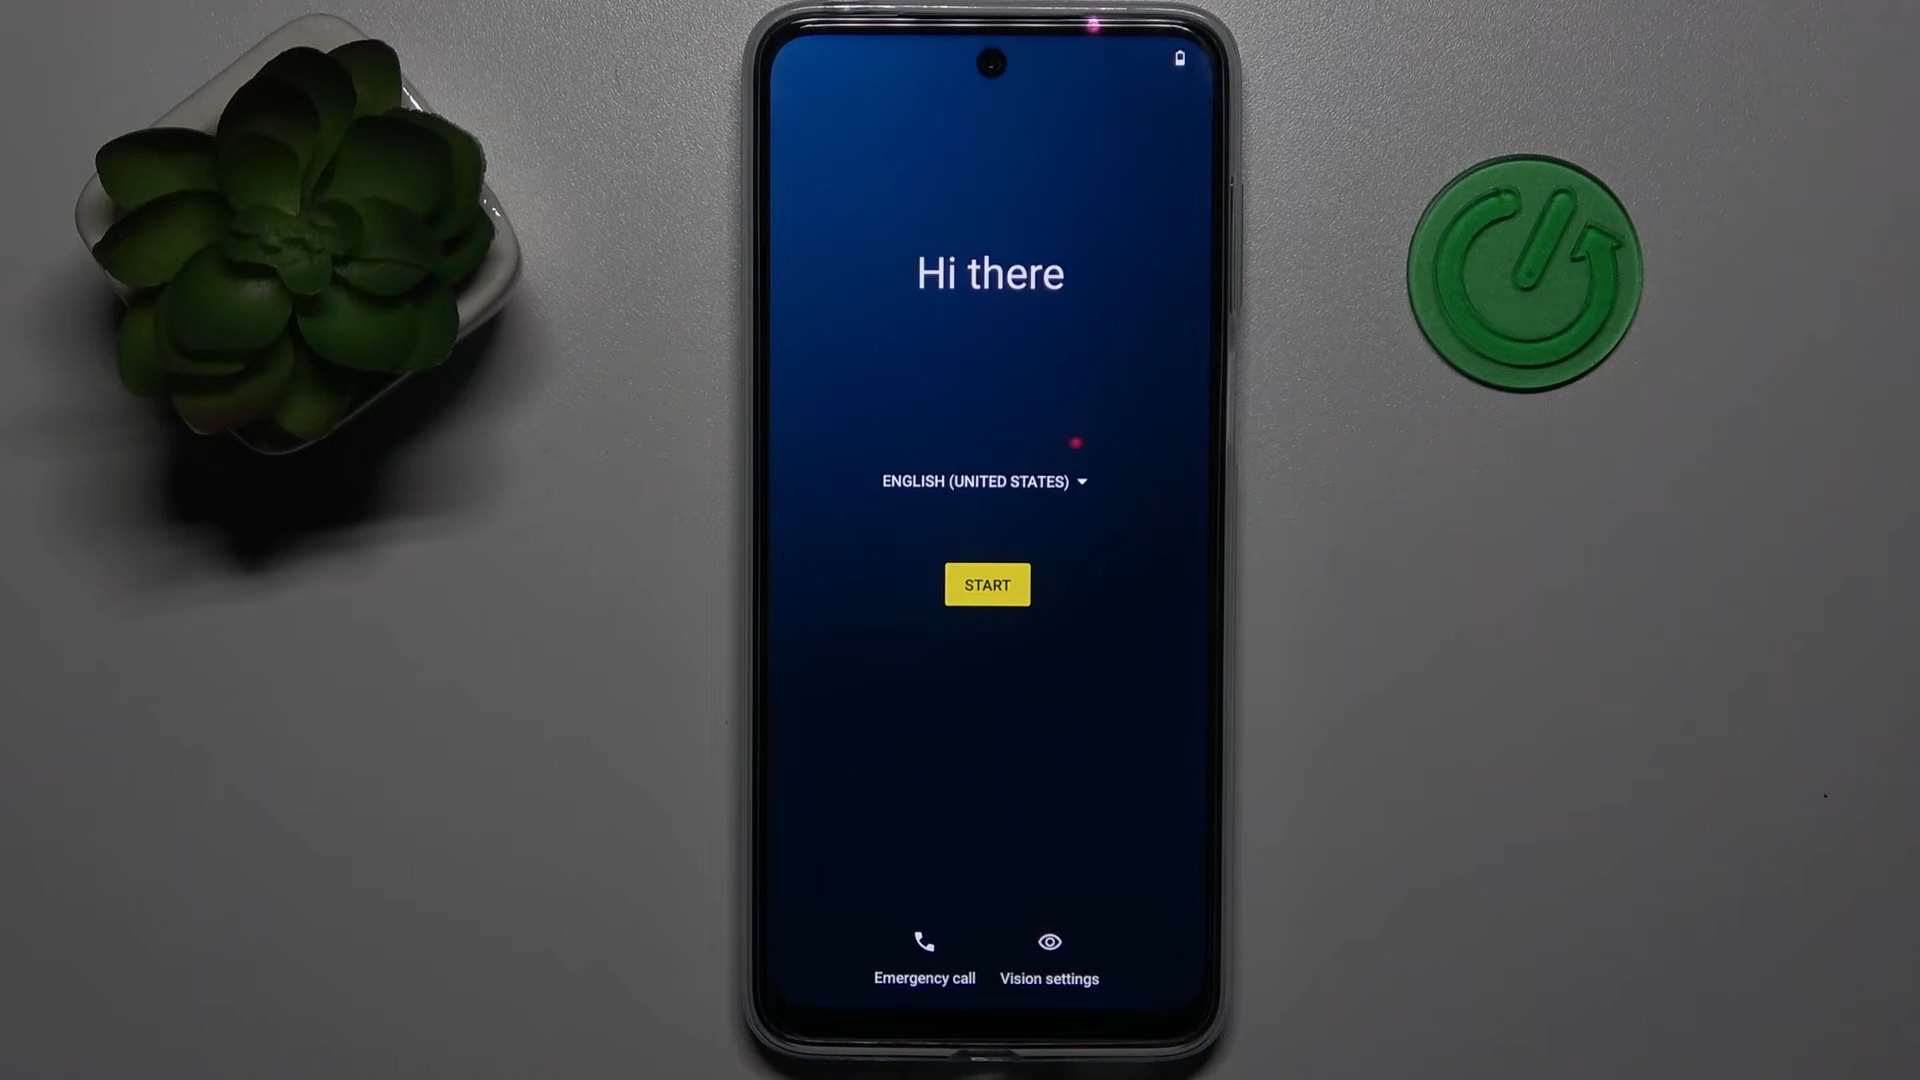 Hi there
ENGLISH (UNITED STATES)
START
Emergency call
Vision settings